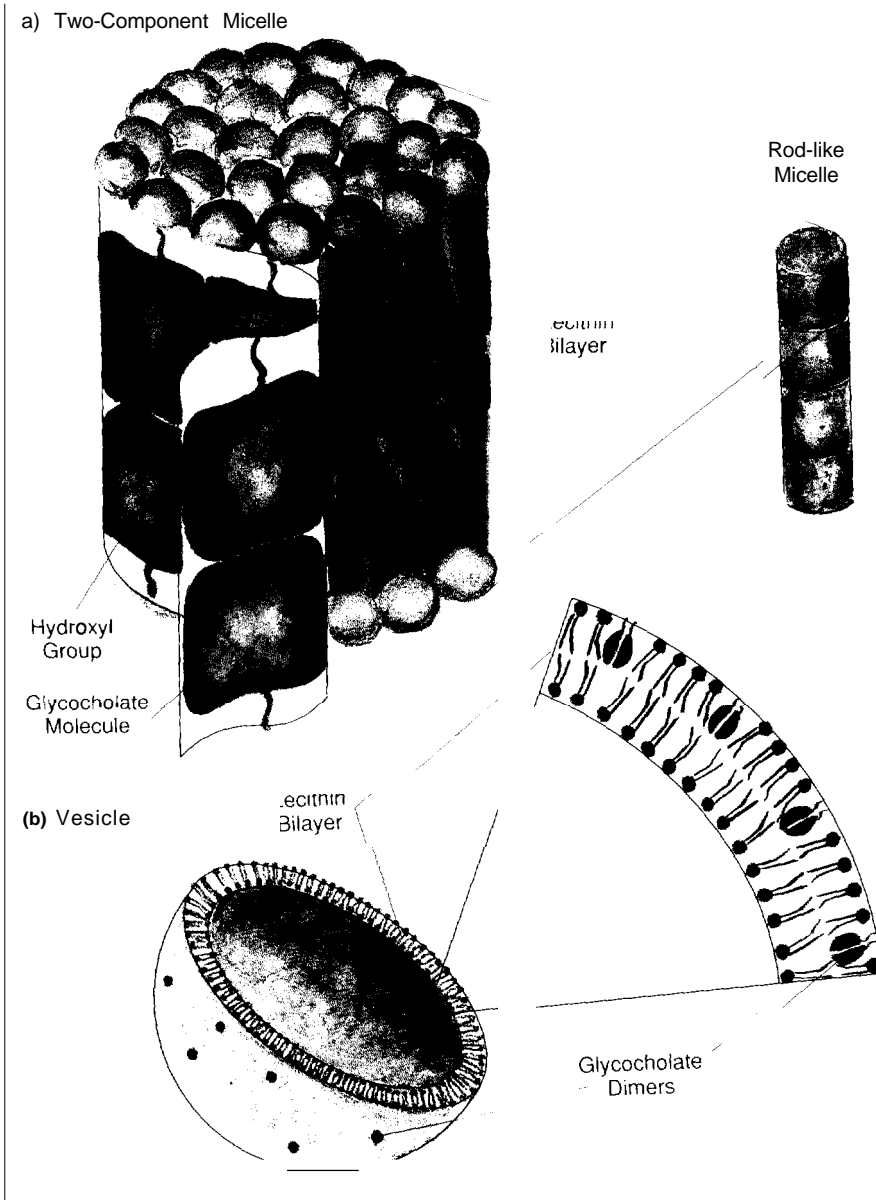 a) Two-Component Micelle
Rod-like
Micelle
Bilayer
Hydroxyl
Group
Glycocholate
Molecule
(b) Vesicle
Bilayer
Glycocholate
Dimers